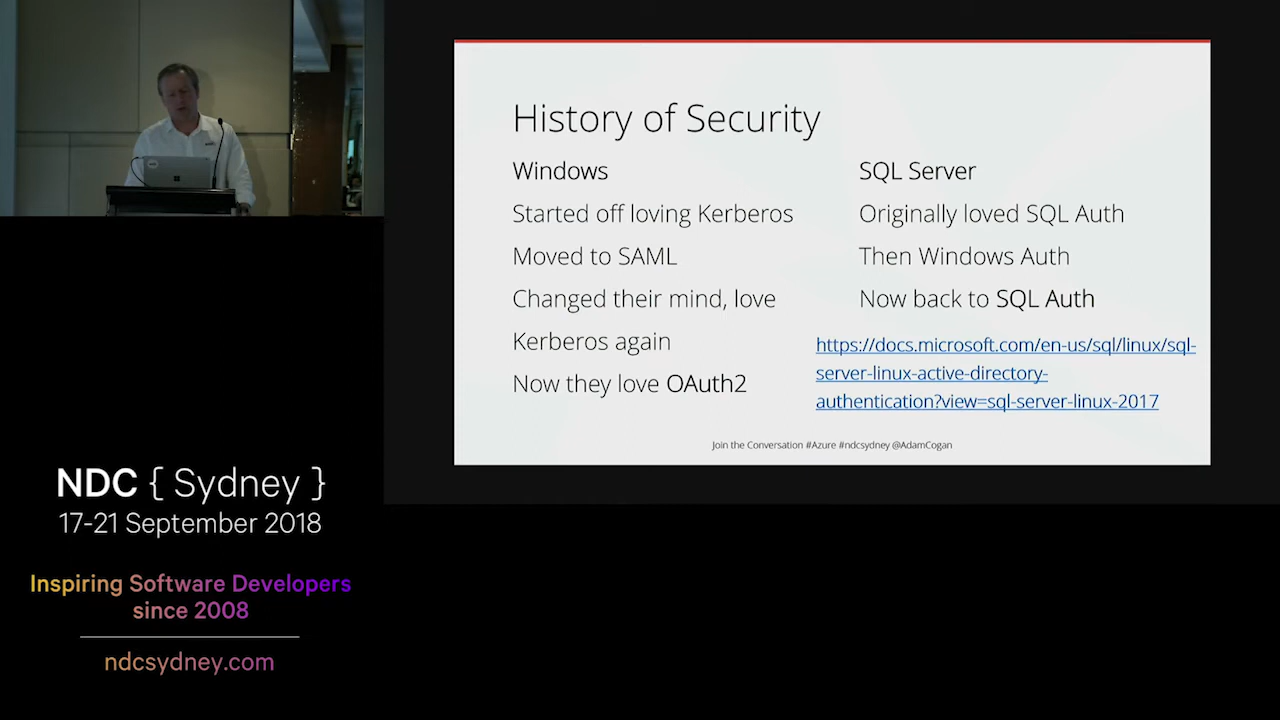 History of Security
Windows
Started off loving Kerberos
Moved to SAML
Changed their mind, love
Kerberos again
Now they love OAuth2
SQL Server
Originally loved SQL Auth
Then Windows Auth
Now back to SQL Auth
https://docs.microsoft.com/en-us/sql/linux/sql-
server-linux-active-directory-
authentication?view=sql-server-linux-2017
Join the Conversation #Azure #ndcsydney @AdamCogan
NDC { Sydney }
17-21 September 2018
Inspiring Software Developers
since 2008
ndcsydney.com